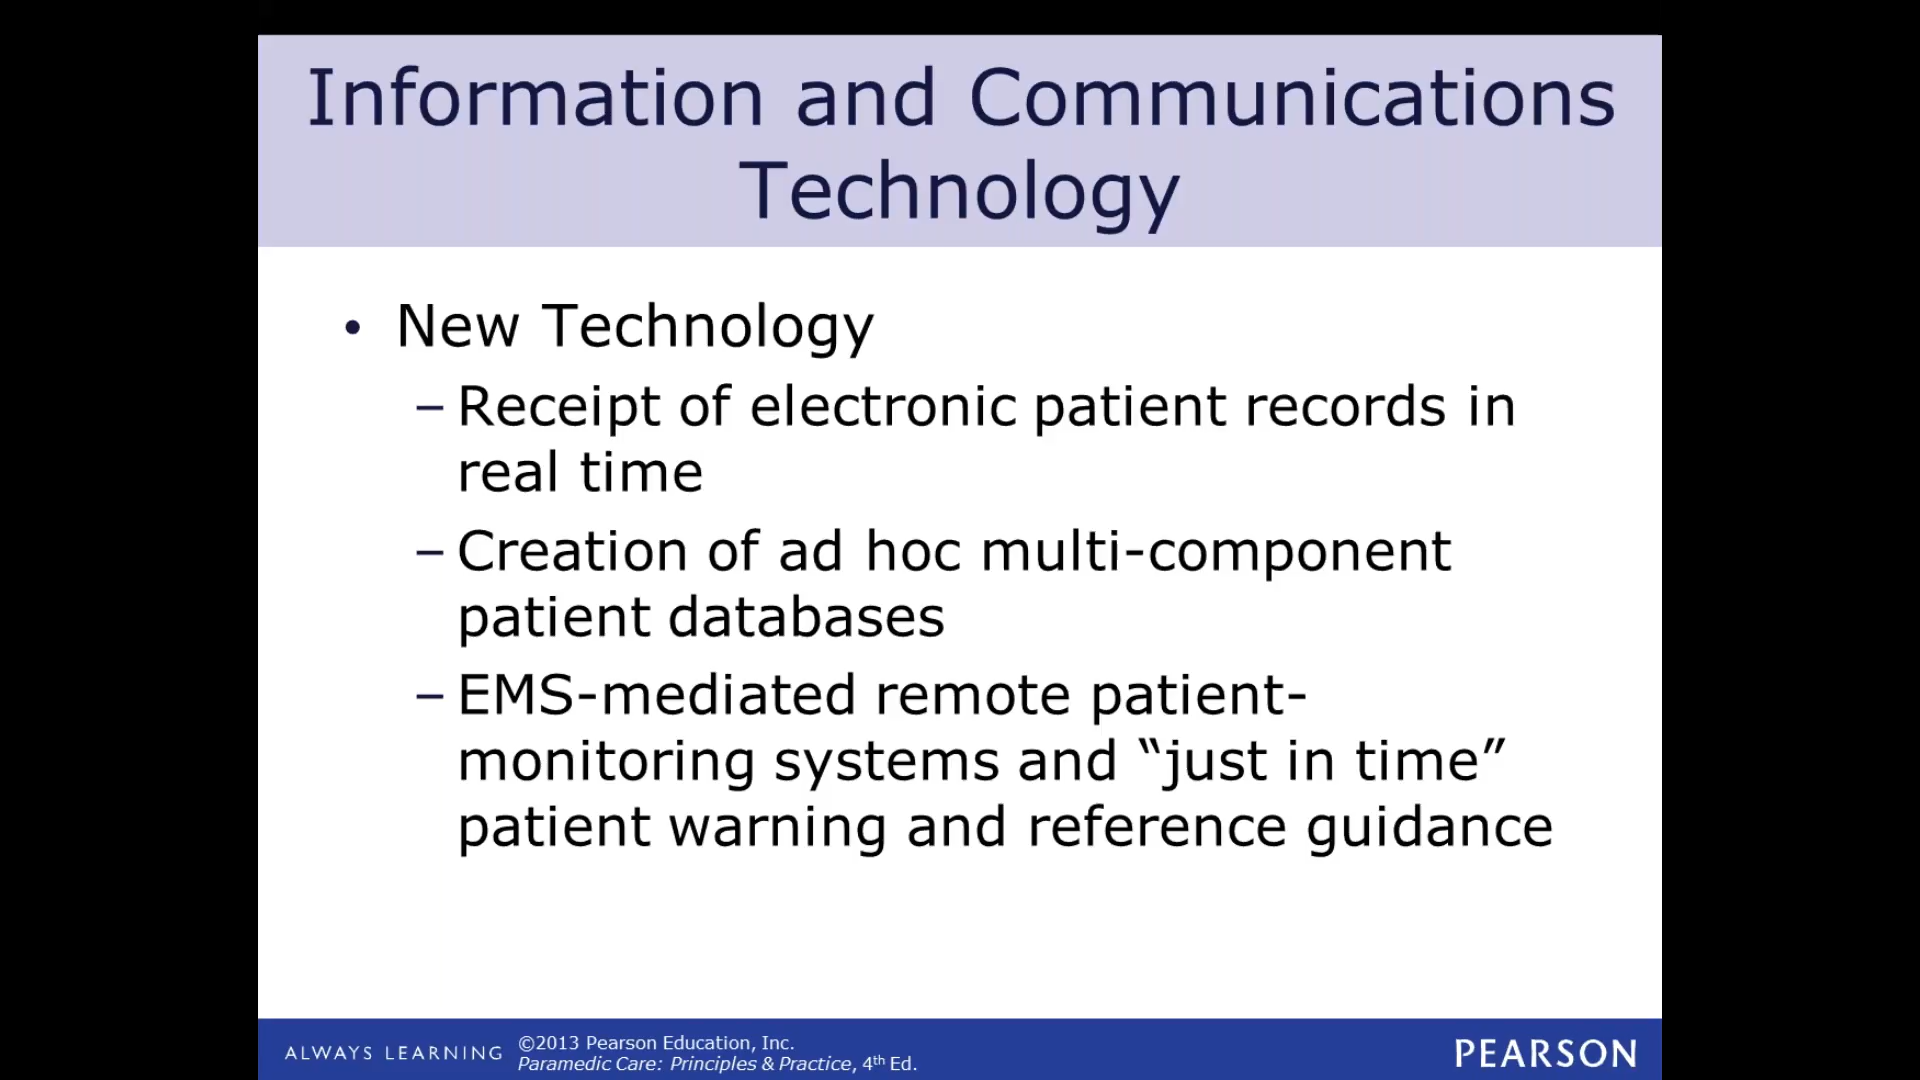 Information and Communications
Technology
• New Technology
– Receipt of electronic patient records in
real time
– Creation of ad hoc multi-component
patient databases
– EMS-mediated remote patient-
monitoring systems and “just in time”
patient warning and reference guidance
ALWAYS LEARNING
©2013 Pearson Education, Inc.
Paramedic Care: Principles & Practice, 4th Ed.
PEARSON